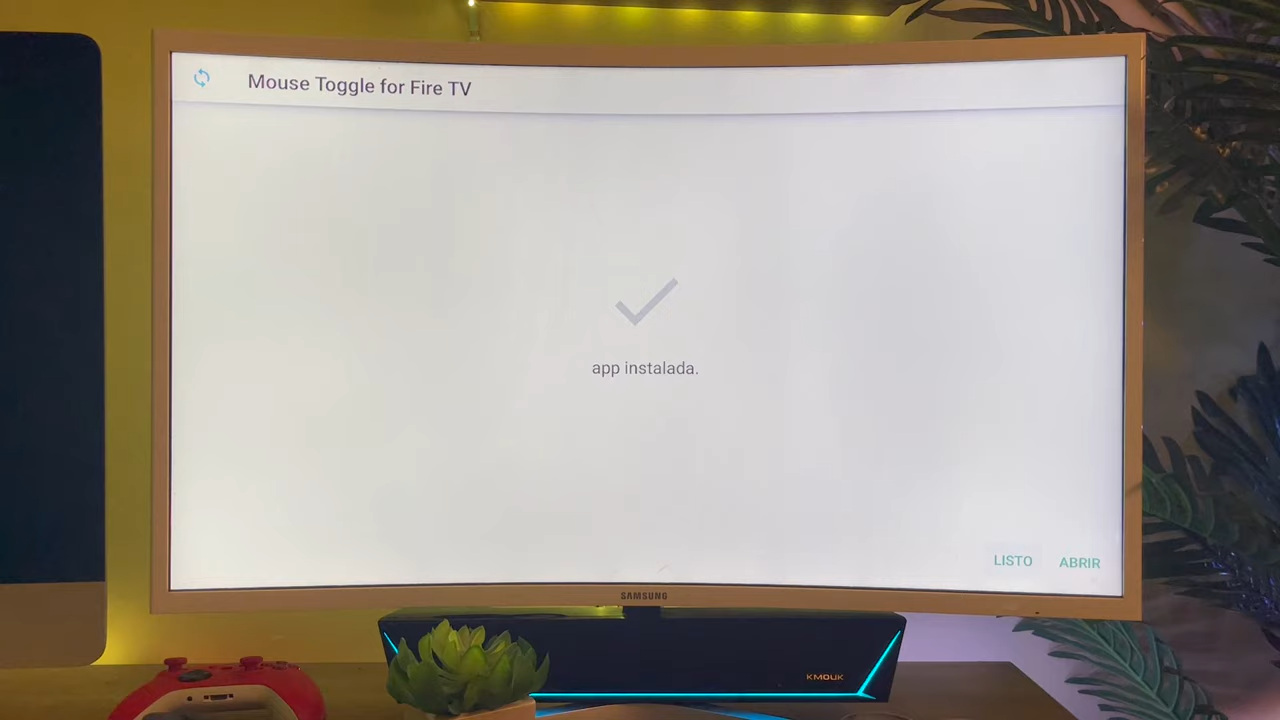 Mouse Toggle for Fire TV
app instalada.
LISTO
ABRIR
SAMSUNG
KMOUK